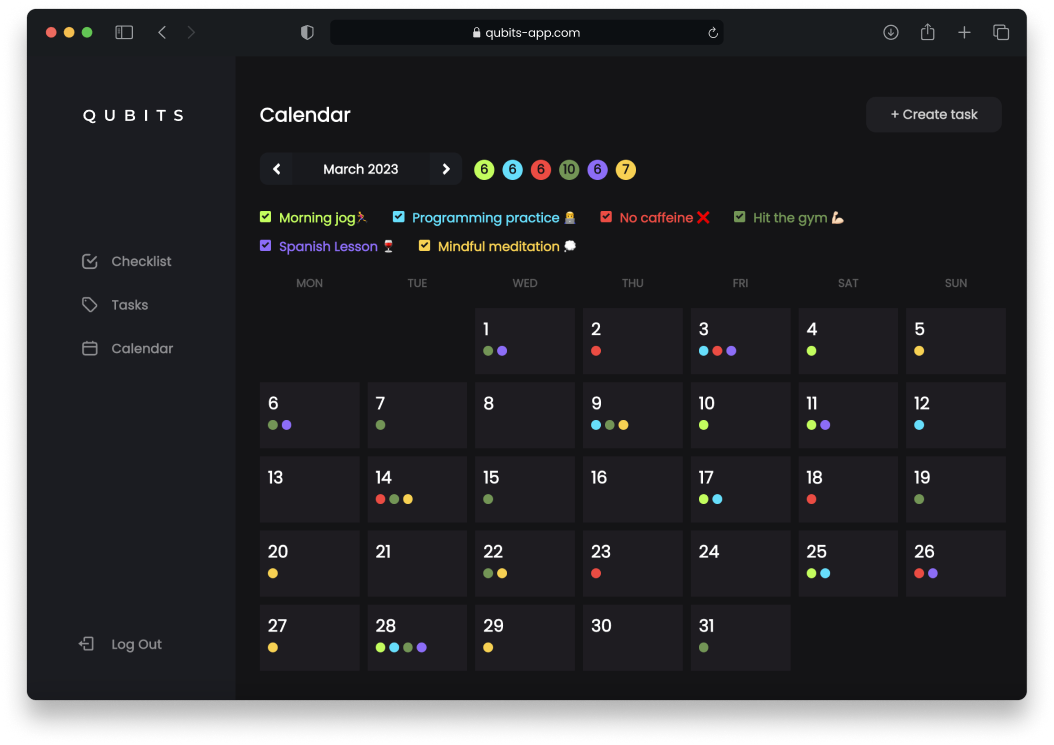 qubits-app.com
QUBITS
Calendar
+ Create task
March 2023
6 6 6 10 6 7
Morning jog Programming practice No caffeine Hit the gym
Spanish Lesson Mindful meditation
Checklist
Tasks
Calendar
Log Out
MON TUE WED THU FRI SAT SUN
1 2 3 4 5
6 7 8 9 10 11 12
13 14 15 16 17 18 19
20 21 22 23 24 25 26
27 28 29 30 31